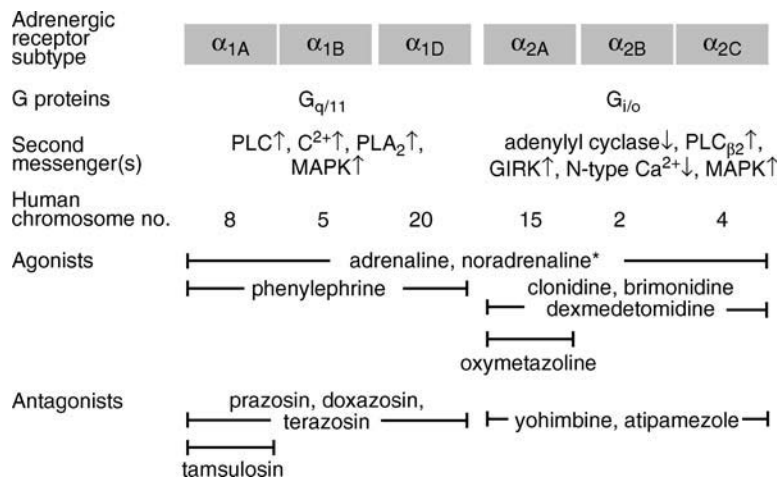 Adrenergic receptor subtype
α1A α1B α1D α2A α2B α2C
G proteins Gq/11 Gi/o
Second messenger(s)
PLC↑, C²⁺↑, PLA₂↑,
MAPK↑
adenylyl cyclase↓, PLCβ2↑,
GIRK↑, N-type Ca²⁺↓, MAPK↑
Human
chromosome no. 8 5 20 15 2 4
Agonists adrenaline, noradrenaline*
phenylephrine
clonidine, brimonidine
dexmedetomidine
oxymetazoline
Antagonists
prazosin, doxazosin,
terazosin
yohimbine, atipamezole
tamsulosin